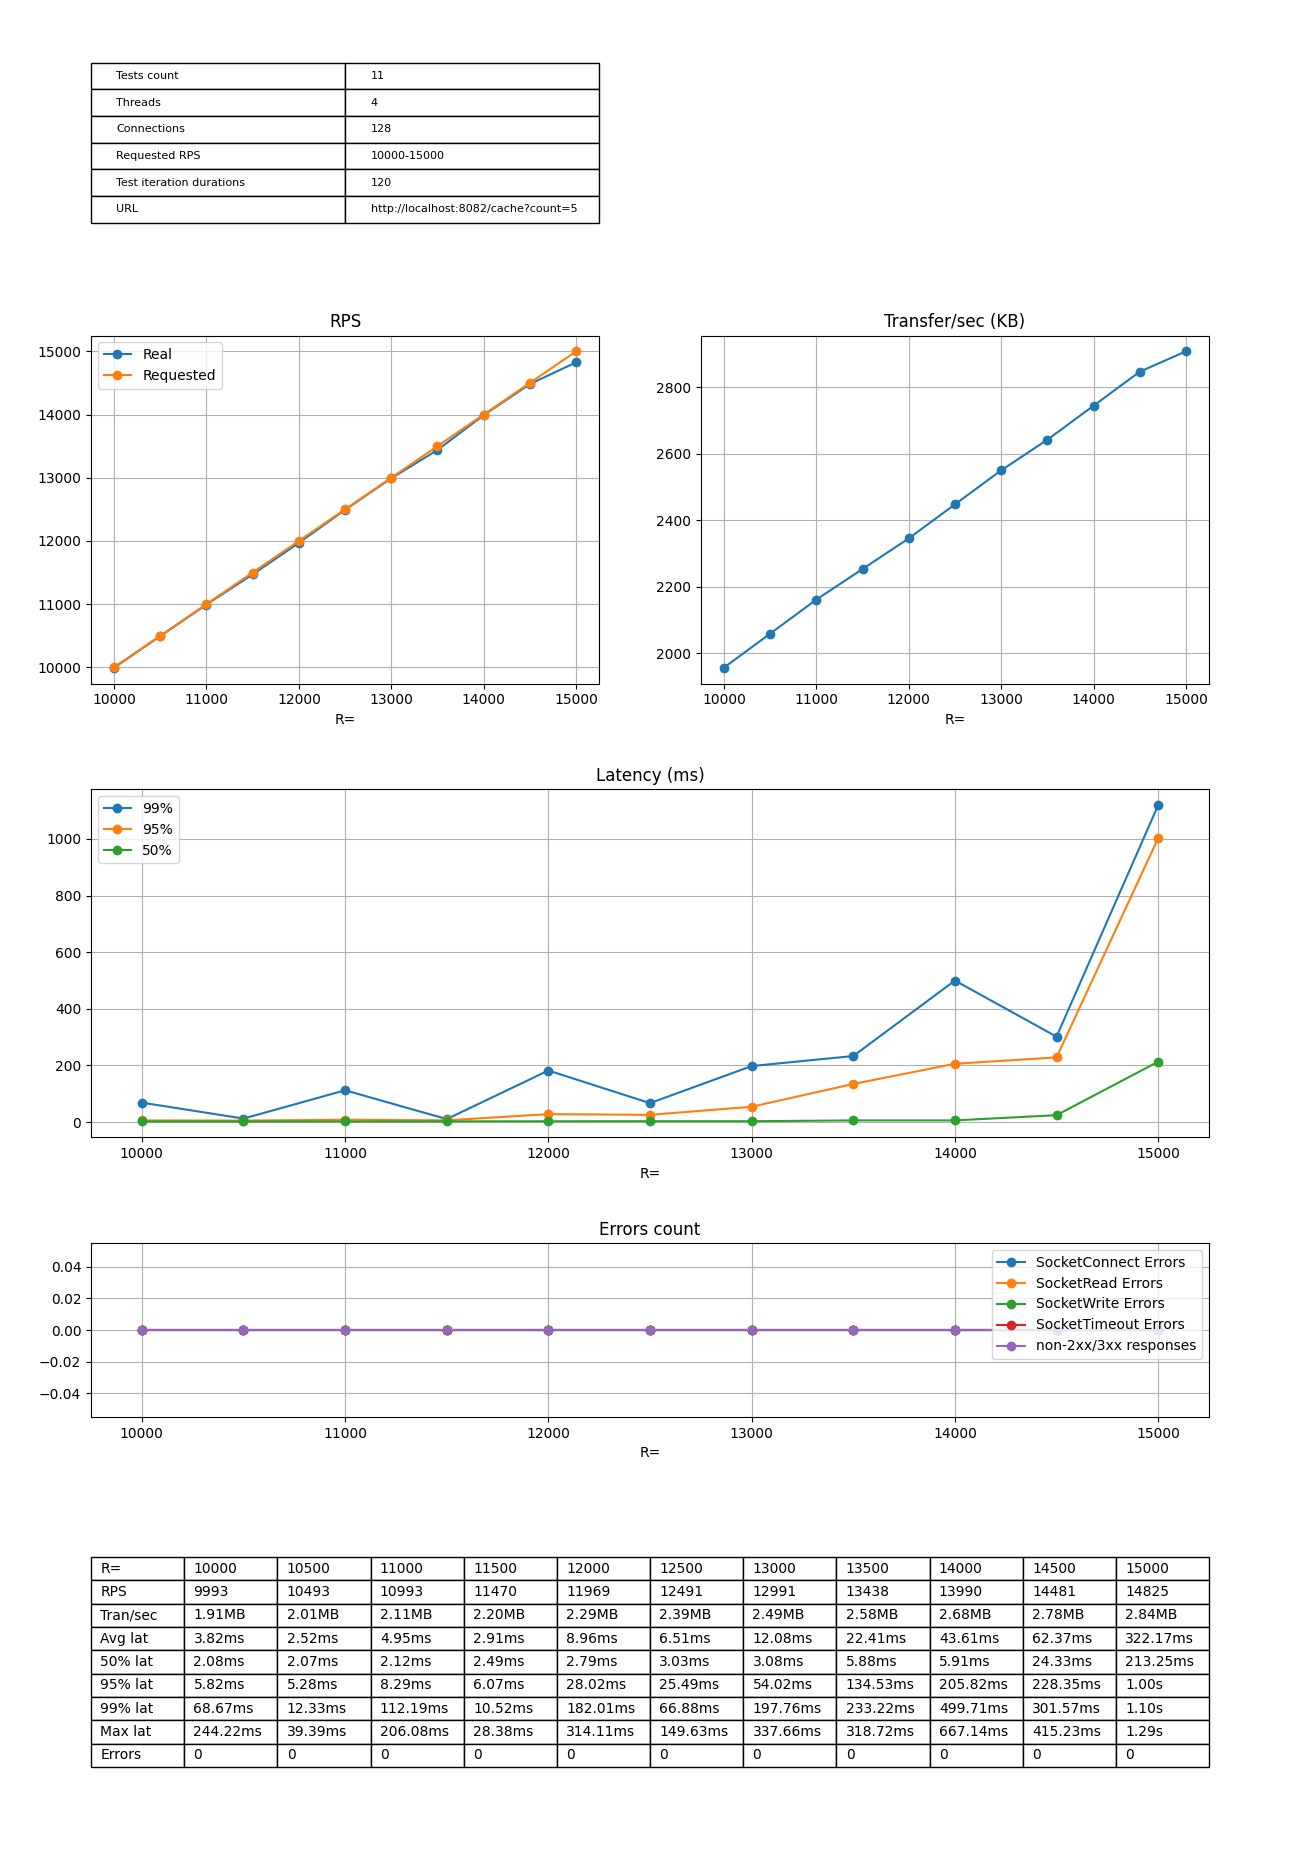 Tests count 11
Threads 4
Connections 128
Requested RPS 10000-15000
Test iteration durations 120
URL http://localhost:8082/cache?count=5
RPS
Real
Requested
15000
14000
13000
12000
11000
10000
10000 11000 12000 13000 14000 15000
R=
Transfer/sec (KB)
2800
2600
2400
2200
2000
10000 11000 12000 13000 14000 15000
R=
Latency (ms)
99%
95%
50%
1000
800
600
400
200
0
10000 11000 12000 13000 14000 15000
R=
Errors count
SocketConnect Errors
SocketRead Errors
SocketWrite Errors
SocketTimeout Errors
non-2xx/3xx responses
0.04
0.02
0.00
−0.02
−0.04
10000 11000 12000 13000 14000 15000
R=
R= 10000 10500 11000 11500 12000 12500 13000 13500 14000 14500 15000
RPS 9993 10493 10993 11470 11969 12491 12991 13438 13990 14481 14825
Tran/sec 1.91MB 2.01MB 2.11MB 2.20MB 2.29MB 2.39MB 2.49MB 2.58MB 2.68MB 2.78MB 2.84MB
Avg lat 3.82ms 2.52ms 4.95ms 2.91ms 8.96ms 6.51ms 12.08ms 22.41ms 43.61ms 62.37ms 322.17ms
50% lat 2.08ms 2.07ms 2.12ms 2.49ms 2.79ms 3.03ms 3.08ms 5.88ms 5.91ms 24.33ms 213.25ms
95% lat 5.82ms 5.28ms 8.29ms 6.07ms 28.02ms 25.49ms 54.02ms 134.53ms 205.82ms 228.35ms 1.00s
99% lat 68.67ms 12.33ms 112.19ms 10.52ms 182.01ms 66.88ms 197.76ms 233.22ms 499.71ms 301.57ms 1.10s
Max lat 244.22ms 39.39ms 206.08ms 28.38ms 314.11ms 149.63ms 337.66ms 318.72ms 667.14ms 415.23ms 1.29s
Errors 0 0 0 0 0 0 0 0 0 0 0